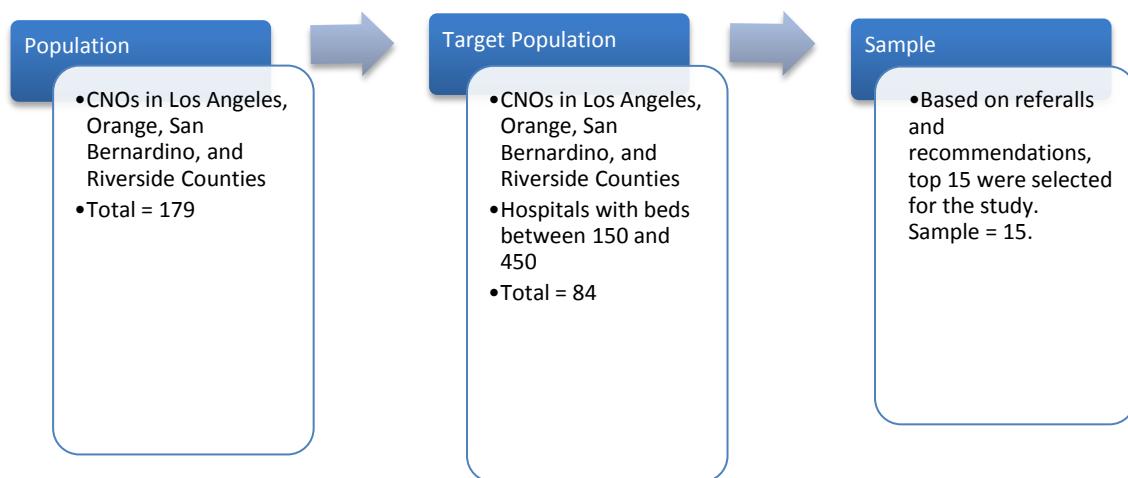 Population
•CNOs in Los Angeles,
Orange, San
Bernardino, and
Riverside Counties
•Total = 179
Target Population
•CNOs in Los Angeles,
Orange, San
Bernardino, and
Riverside Counties
•Hospitals with beds
between 150 and
450
•Total = 84
Sample
•Based on referalls
and
recommendations,
top 15 were selected
for the study.
Sample = 15.